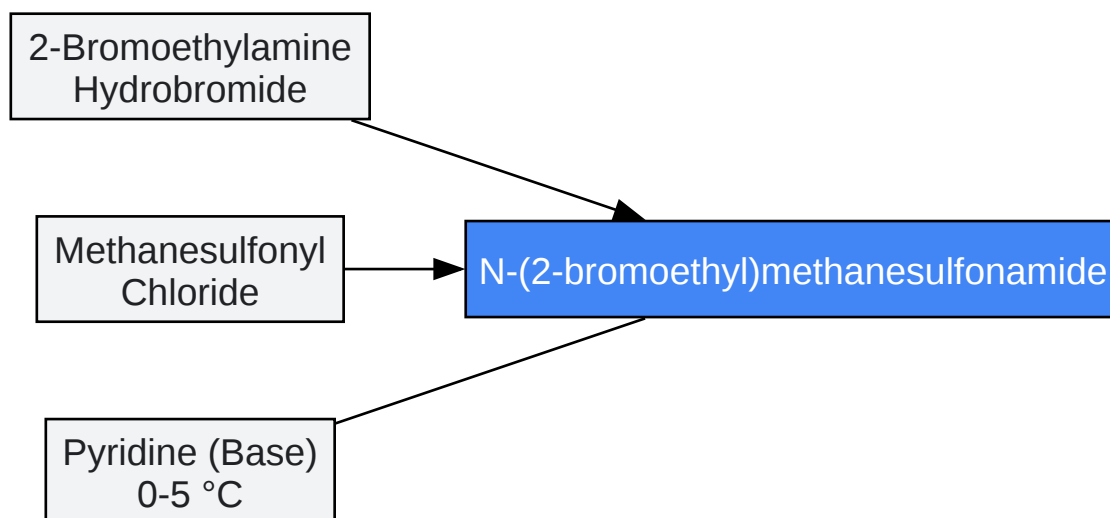 2-Bromoethylamine
Hydrobromide
Methanesulfonyl
Chloride
N-(2-bromoethyl)methanesulfonamide
Pyridine (Base)
0-5 °C